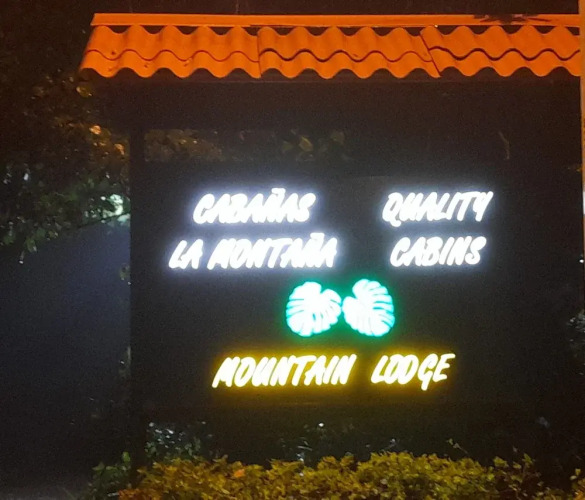 CABAÑAS
LA MONTAÑA
QUALITY
CABINS
MOUNTAIN LODGE